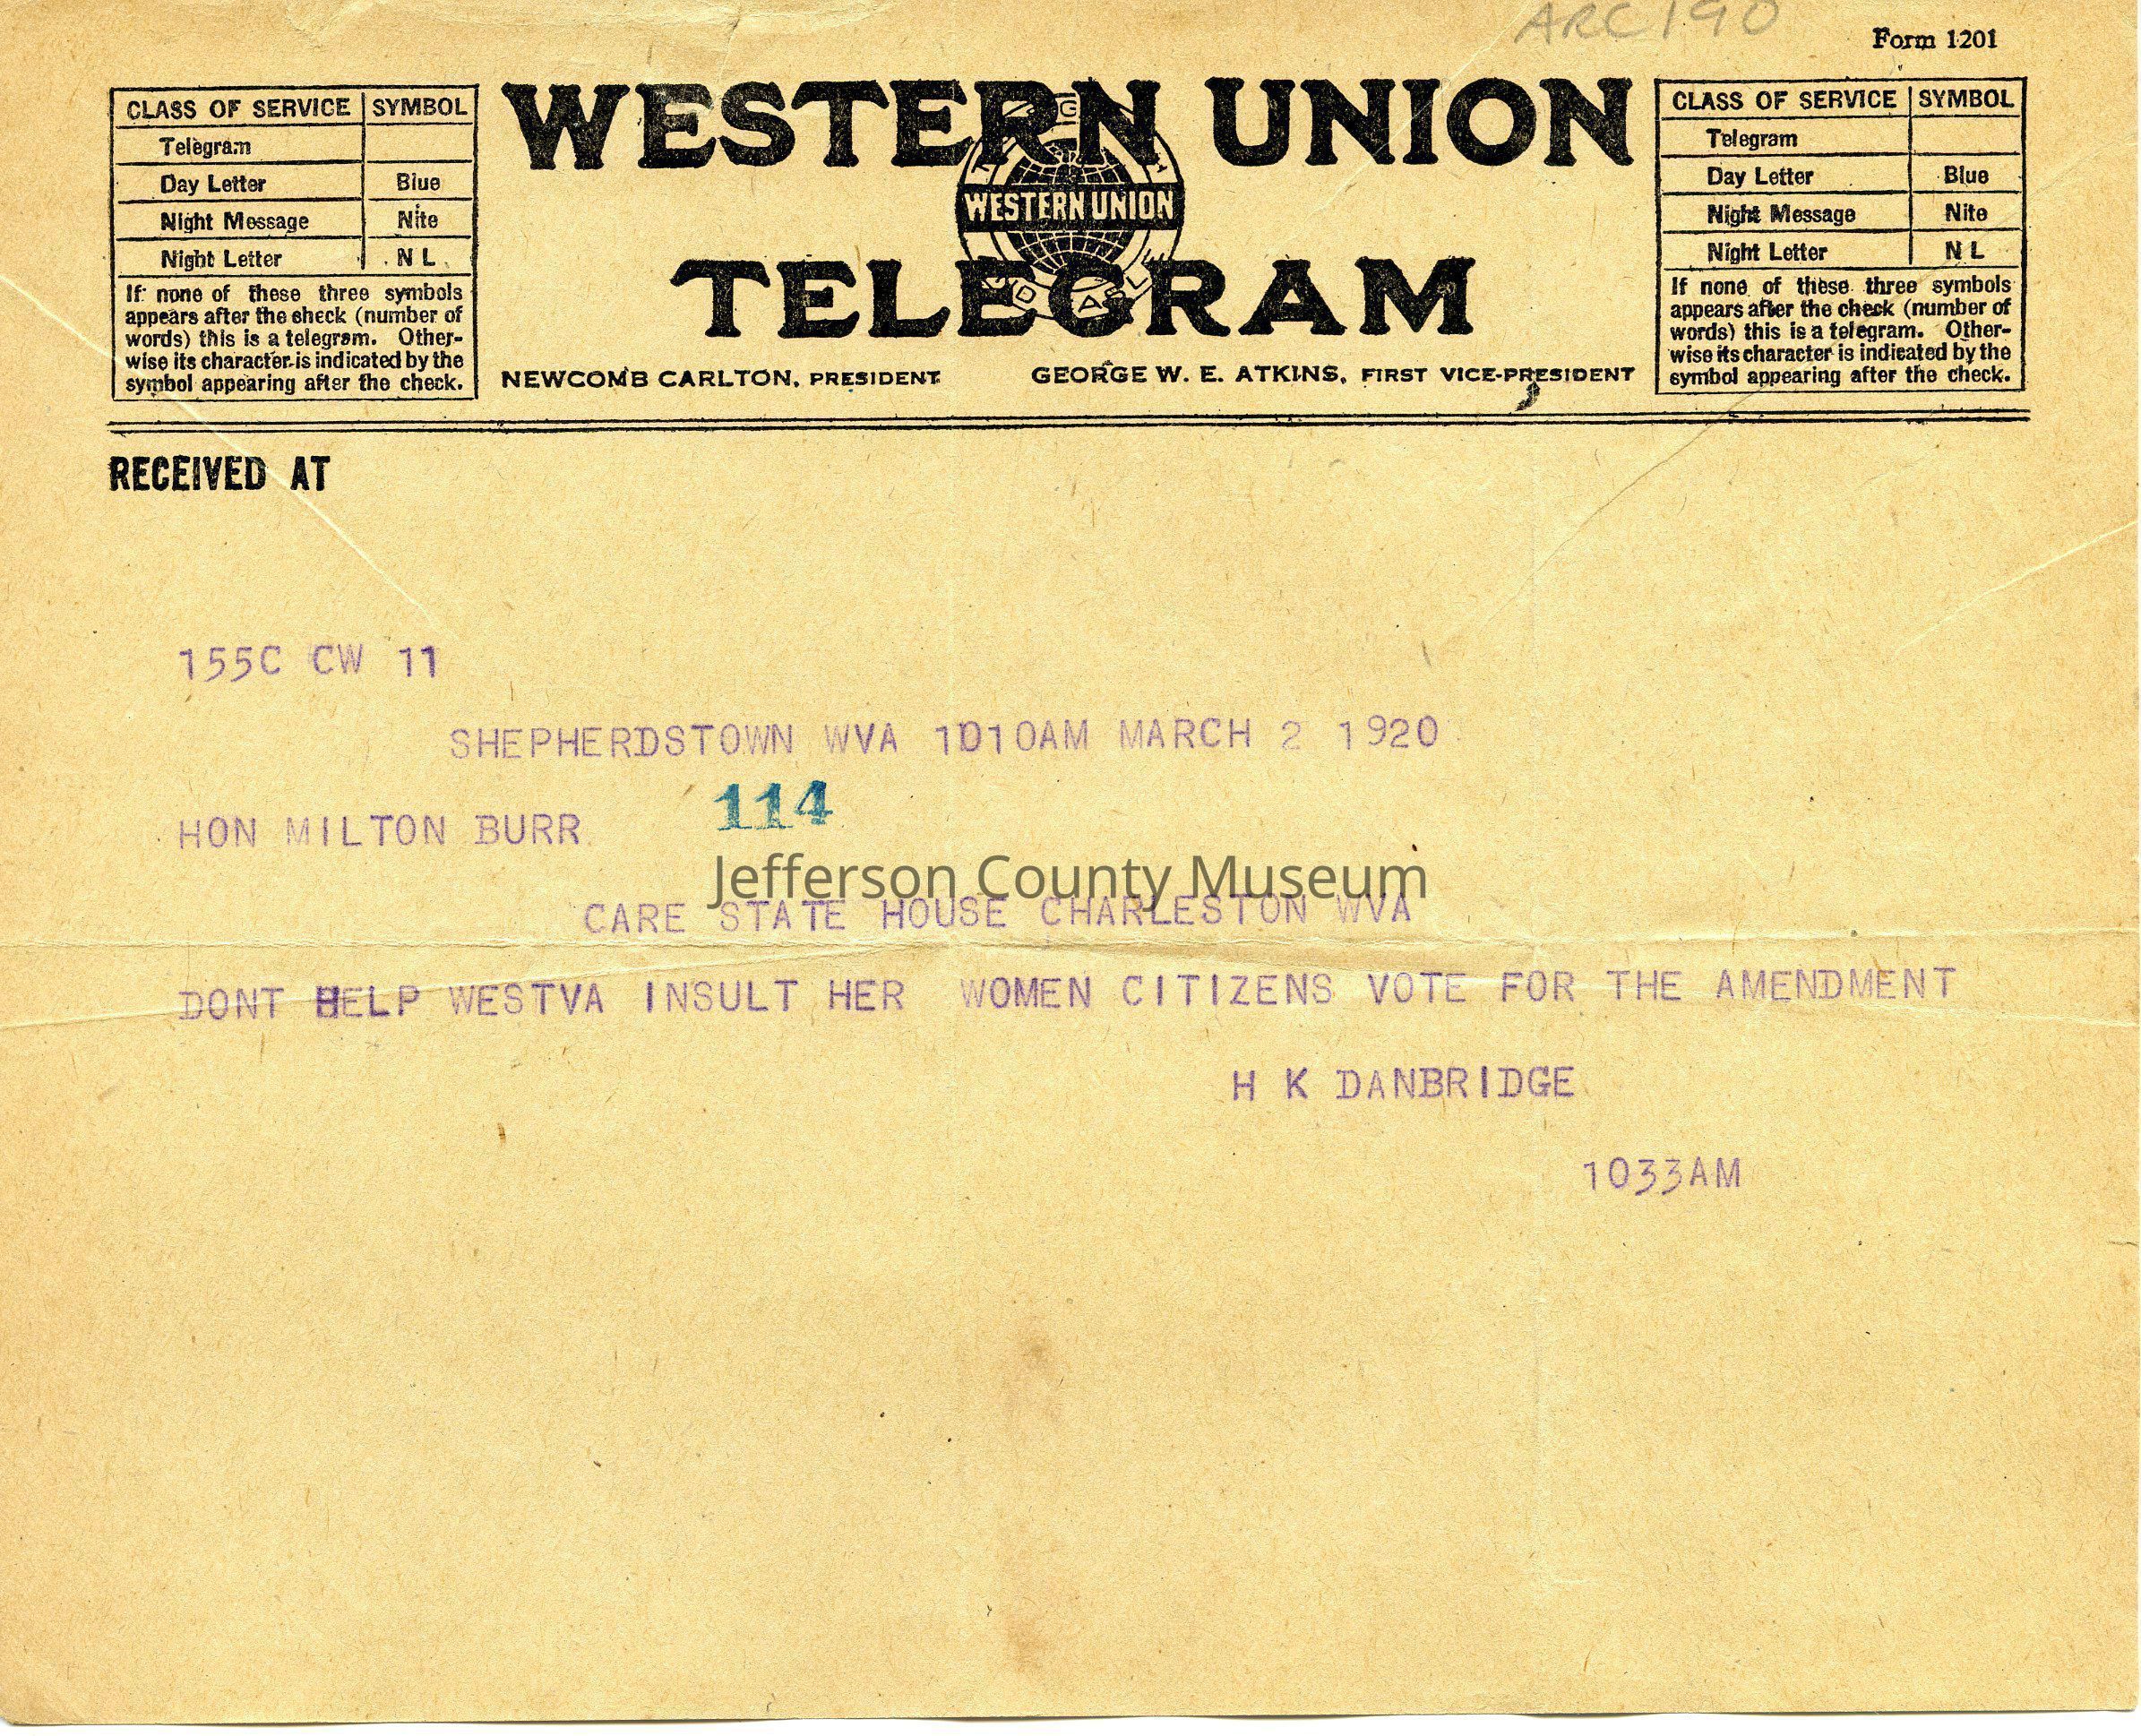 ARC190
Form 1201
CLASS OF SERVICE SYMBOL
Telegram
Day Letter Blue
Night Message Nite
Night Letter N L
If none of these three symbols
appears after the check (number of
words) this is a telegram. Other-
wise its character is indicated by the
symbol appearing after the check.
WESTERN UNION
WESTERN UNION
TELEGRAM
NEWCOMB CARLTON, PRESIDENT GEORGE W. E. ATKINS, FIRST VICE-PRESIDENT
CLASS OF SERVICE SYMBOL
Telegram
Day Letter Blue
Night Message Nite
Night Letter N L
If none of these three symbols
appears after the check (number of
words) this is a telegram. Other-
wise its character is indicated by the
symbol appearing after the check.
RECEIVED AT
155C CW 11
SHEPHERDSTOWN WVA 1010AM MARCH 2 1920
114
HON MILTON BURR
Jefferson County Museum
CARE STATE HOUSE CHARLESTON WVA
DONT HELP WESTVA INSULT HER WOMEN CITIZENS VOTE FOR THE AMENDMENT
H K DANBRIDGE
1033AM